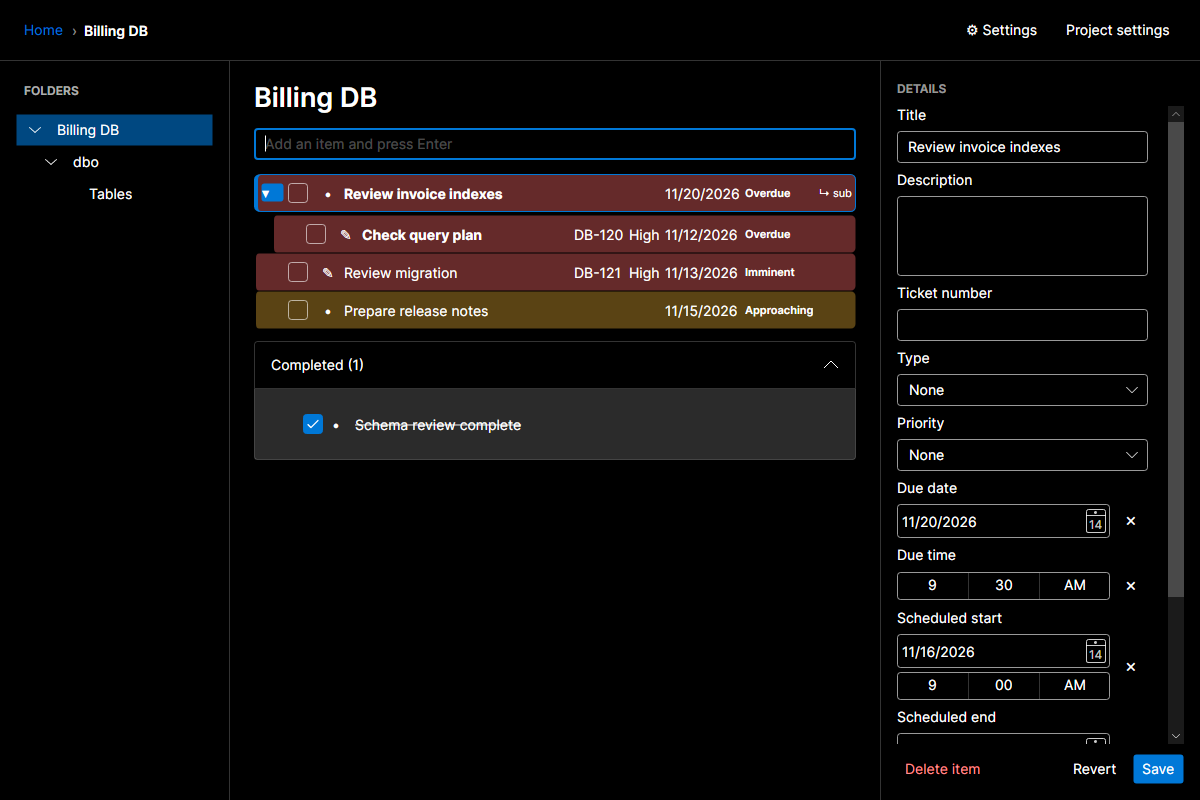 Home › Billing DB
⚙ Settings
Project settings
FOLDERS
Billing DB
dbo
Tables
Billing DB
Add an item and press Enter
• Review invoice indexes 11/20/2026 Overdue ↳ sub
✎ Check query plan DB-120 High 11/12/2026 Overdue
✎ Review migration DB-121 High 11/13/2026 Imminent
• Prepare release notes 11/15/2026 Approaching
Completed (1)
• Schema review complete
DETAILS
Title
Review invoice indexes
Description
Ticket number
Type
None
Priority
None
Due date
11/20/2026 14 ×
Due time
9 30 AM ×
Scheduled start
11/16/2026 14 ×
9 00 AM
Scheduled end
Delete item
Revert
Save